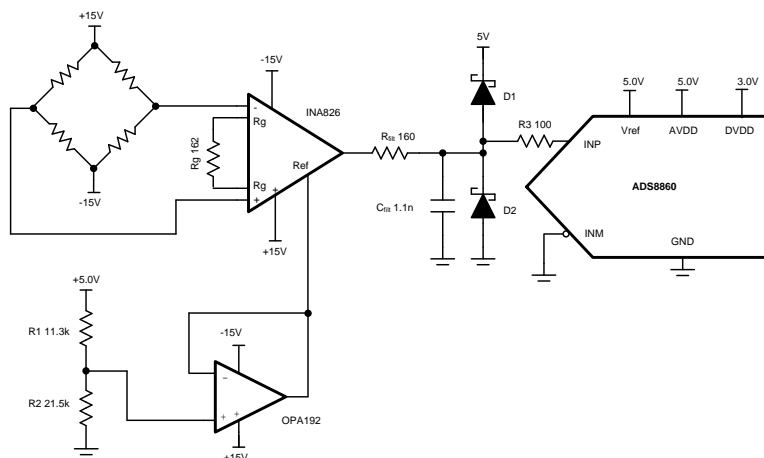 +15V
-15V
-
Rg
Rg 162
Rg
+
INA826
-15V
Ref
+
+15V
Rfilt 160
Cfilt 1.1n
5V
D1
D2
R3 100
5.0V
5.0V
3.0V
Vref
AVDD
DVDD
INP
ADS8860
INM
GND
+5.0V
R1 11.3k
R2 21.5k
-15V
-
+
+
OPA192
+15V